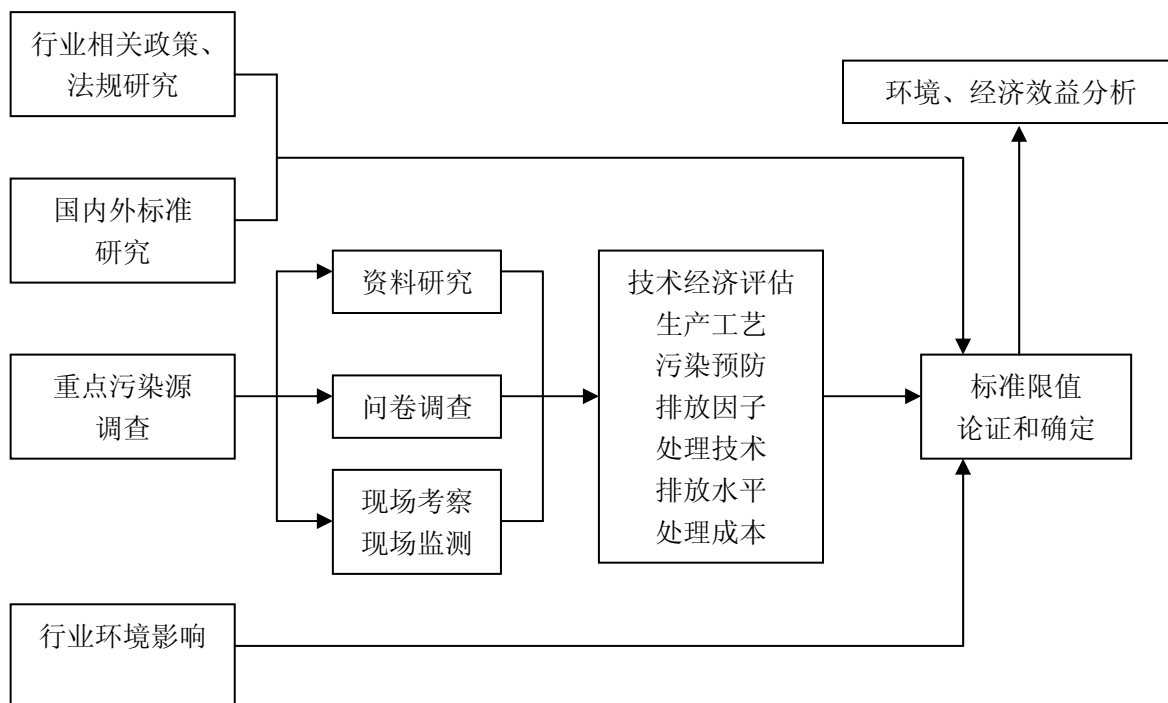 行业相关政策、
法规研究
环境、经济效益分析
国内外标准
研究
资料研究
技术经济评估
生产工艺
污染预防
排放因子
处理技术
排放水平
处理成本
重点污染源
调查
问卷调查
标准限值
论证和确定
现场考察
现场监测
行业环境影响